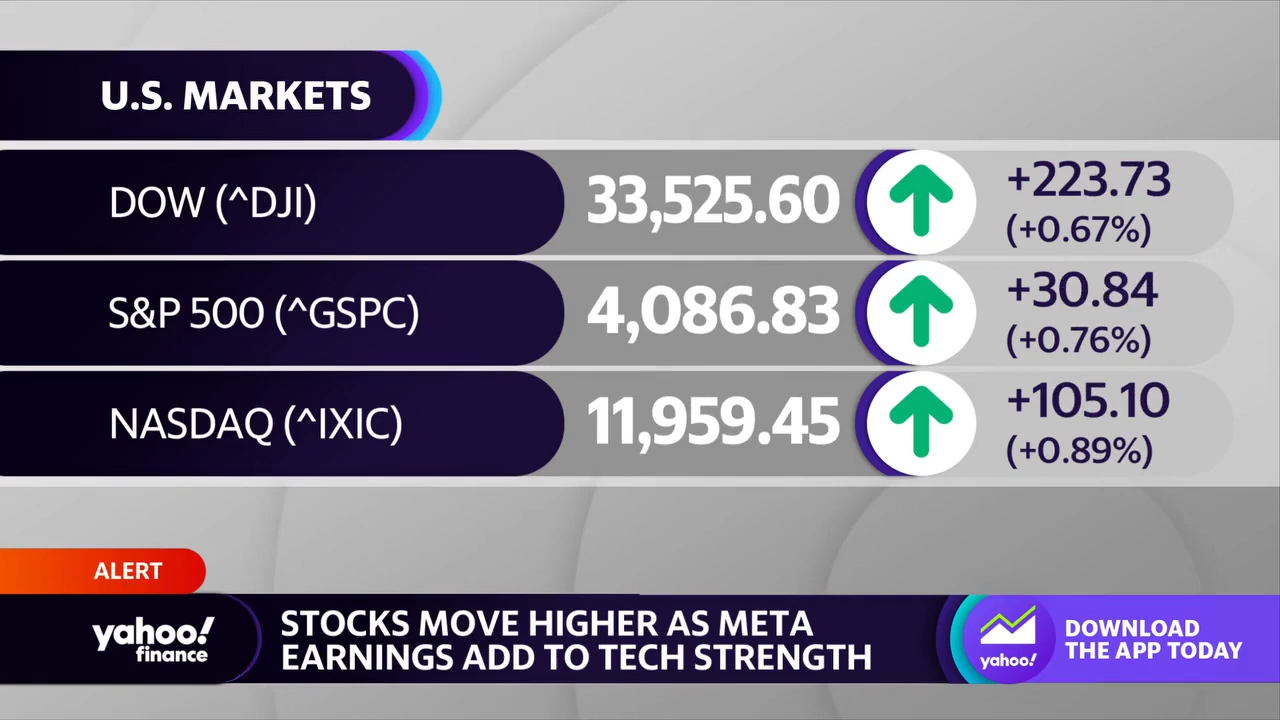 U.S. MARKETS
DOW (^DJI) 33,525.60 +223.73
(+0.67%)
S&P 500 (^GSPC) 4,086.83 +30.84
(+0.76%)
NASDAQ (^IXIC) 11,959.45 +105.10
(+0.89%)
ALERT
yahoo!
finance
STOCKS MOVE HIGHER AS META
EARNINGS ADD TO TECH STRENGTH
yahoo!
DOWNLOAD
THE APP TODAY